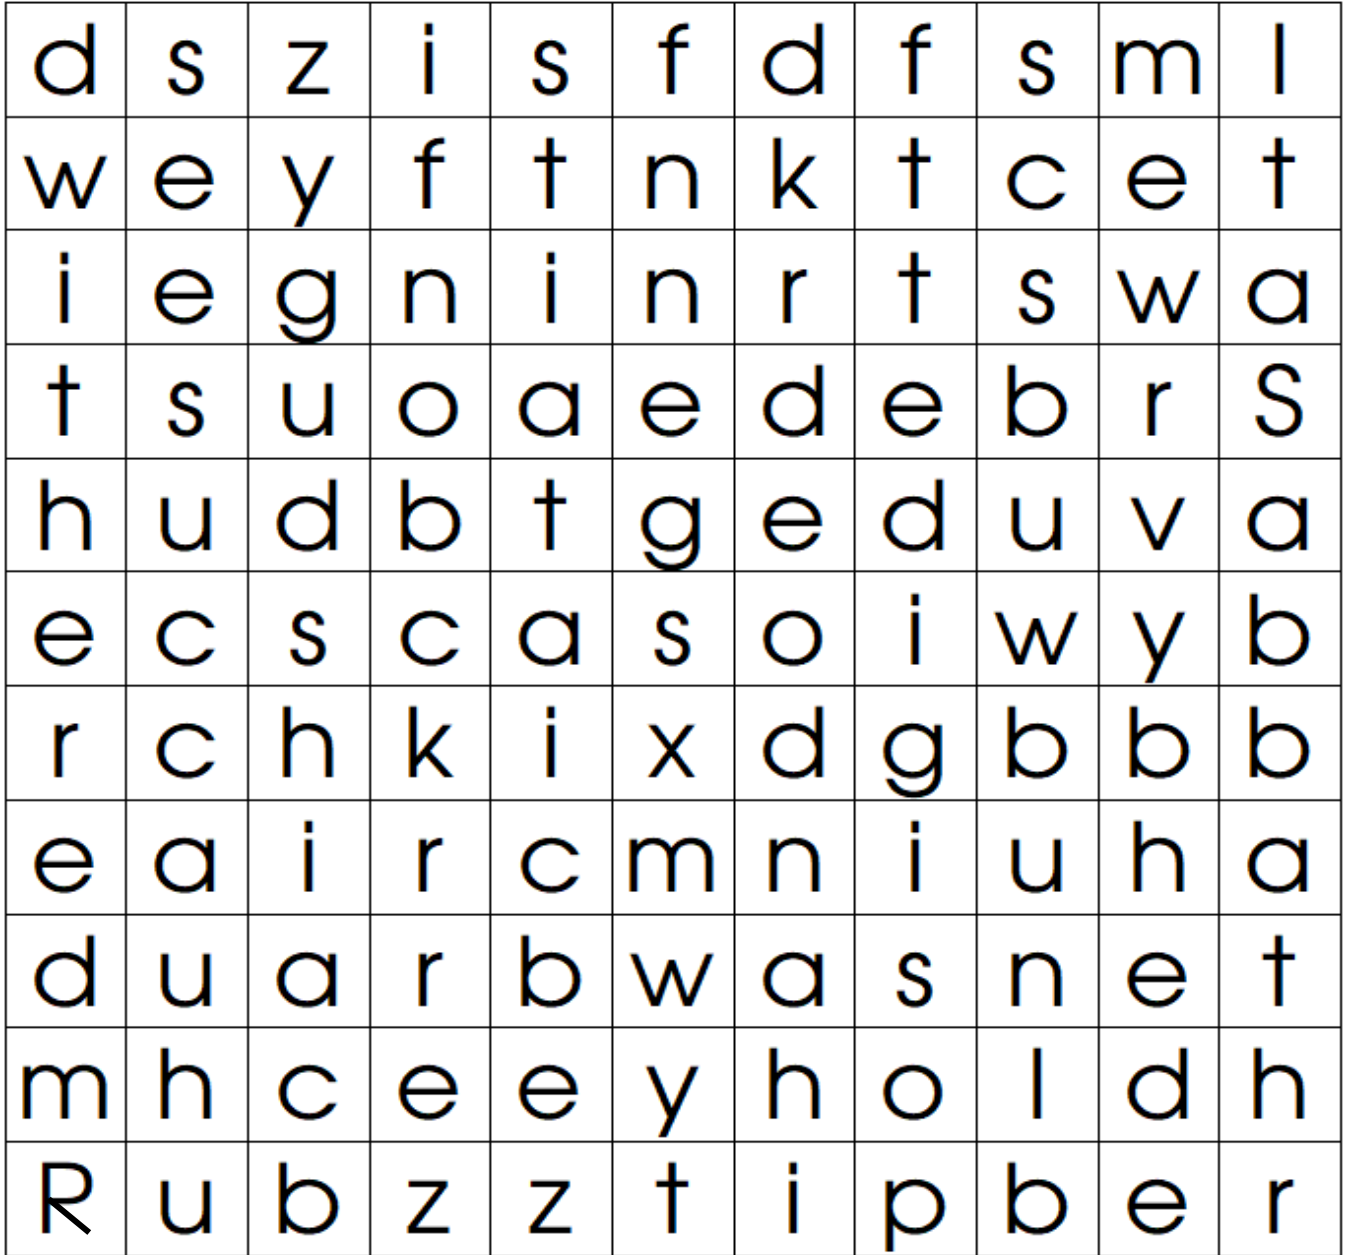 d s z i s f d f s m l
w e y f t n k t c e t
i e g n i n r t s w a
t s u o a e d e b r S
h u d b t g e d u v a
e c s c a s o i w y b
r c h k i x d g b b b
e a i r c m n i u h a
d u a r b w a s n e t
m h c e e y h o l d h
R u b z z t i p b e r